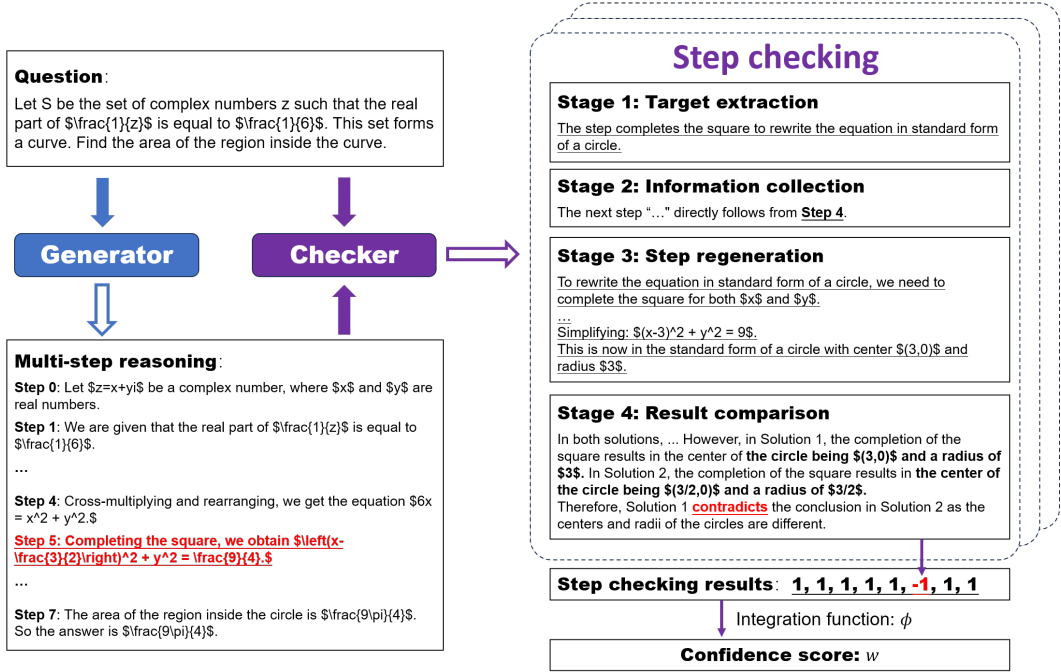 Question:
Let S be the set of complex numbers z such that the real
part of $\frac{1}{z}$ is equal to $\frac{1}{6}$. This set forms
a curve. Find the area of the region inside the curve.
Generator
Checker
Multi-step reasoning:
Step 0: Let $z=x+yi$ be a complex number, where $x$ and $y$ are
real numbers.
Step 1: We are given that the real part of $\frac{1}{z}$ is equal to
$\frac{1}{6}$.
...
Step 4: Cross-multiplying and rearranging, we get the equation $6x
= x^2 + y^2.$
Step 5: Completing the square, we obtain $\left(x-
\frac{3}{2}\right)^2 + y^2 = \frac{9}{4}.$
...
Step 7: The area of the region inside the circle is $\frac{9\pi}{4}$.
So the answer is $\frac{9\pi}{4}$.
Step checking
Stage 1: Target extraction
The step completes the square to rewrite the equation in standard form
of a circle.
Stage 2: Information collection
The next step “…" directly follows from Step 4.
Stage 3: Step regeneration
To rewrite the equation in standard form of a circle, we need to
complete the square for both $x$ and $y$.
...
Simplifying: $(x-3)^2 + y^2 = 9$.
This is now in the standard form of a circle with center $(3,0)$ and
radius $3$.
Stage 4: Result comparison
In both solutions, ... However, in Solution 1, the completion of the
square results in the center of the circle being $(3,0)$ and a radius of
$3$. In Solution 2, the completion of the square results in the center
of the circle being $(3/2,0)$ and a radius of $3/2$.
Therefore, Solution 1 contradicts the conclusion in Solution 2 as the
centers and radii of the circles are different.
Step checking results: 1, 1, 1, 1, 1, -1, 1, 1
Integration function: ϕ
Confidence score: w